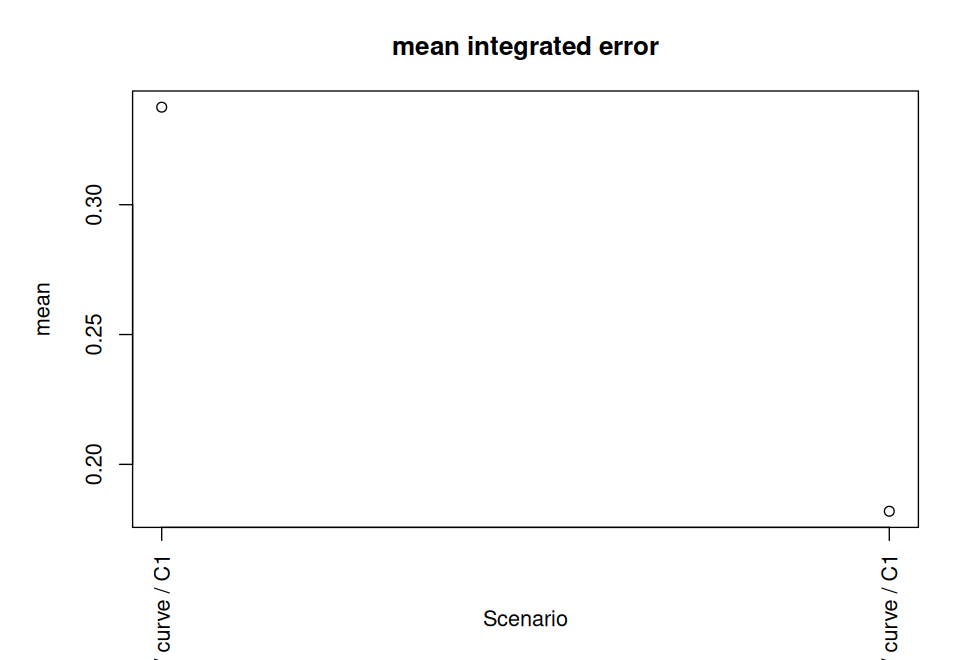 mean integrated error
0.30
0.25
0.20
mean
curve / C1
curve / C1
Scenario